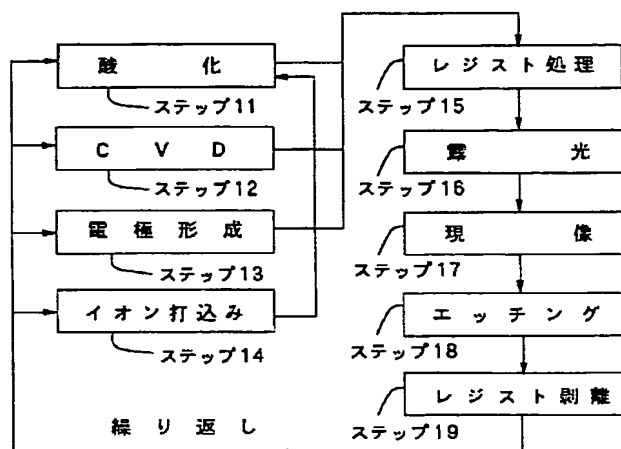 酸化
ステップ11
CVD
ステップ12
電極形成
ステップ13
イオン打込み
ステップ14
繰り返し
レジスト処理
ステップ15
露光
ステップ16
現像
ステップ17
エッチング
ステップ18
レジスト剥離
ステップ19